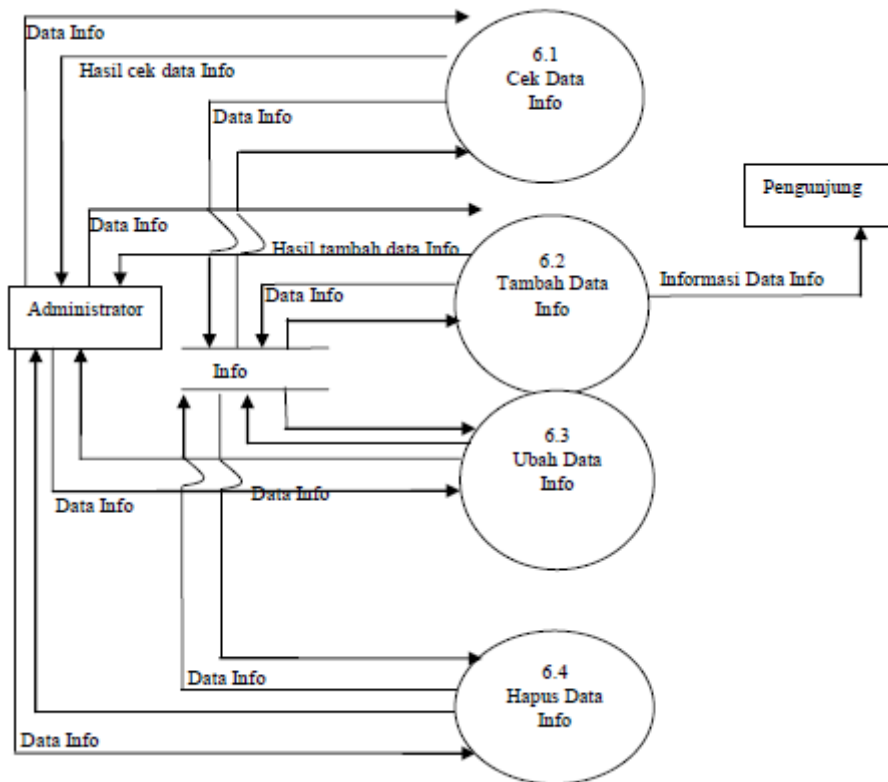 Data Info
6.1
Cek Data
Info
Hasil cek data Info
Data Info
Pengunjung
Data Info
Hasil tambah data Info
6.2
Tambah Data
Info
Informasi Data Info
Data Info
Administrator
Info
6.3
Ubah Data
Info
Data Info
Data Info
6.4
Hapus Data
Info
Data Info
Data Info